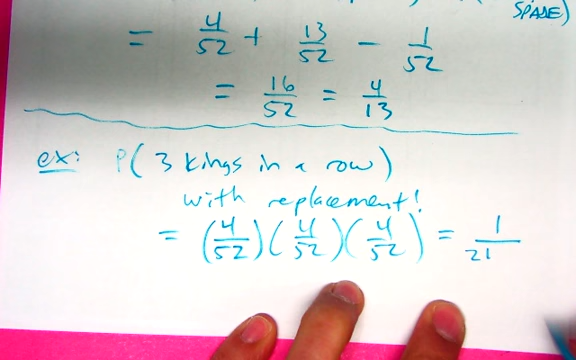 SPADE)
= 4/52 + 13/52 - 1/52
= 16/52 = 4/13
ex: P(3 kings in a row)
with replacement!
= (4/52)(4/52)(4/52) = 1/21